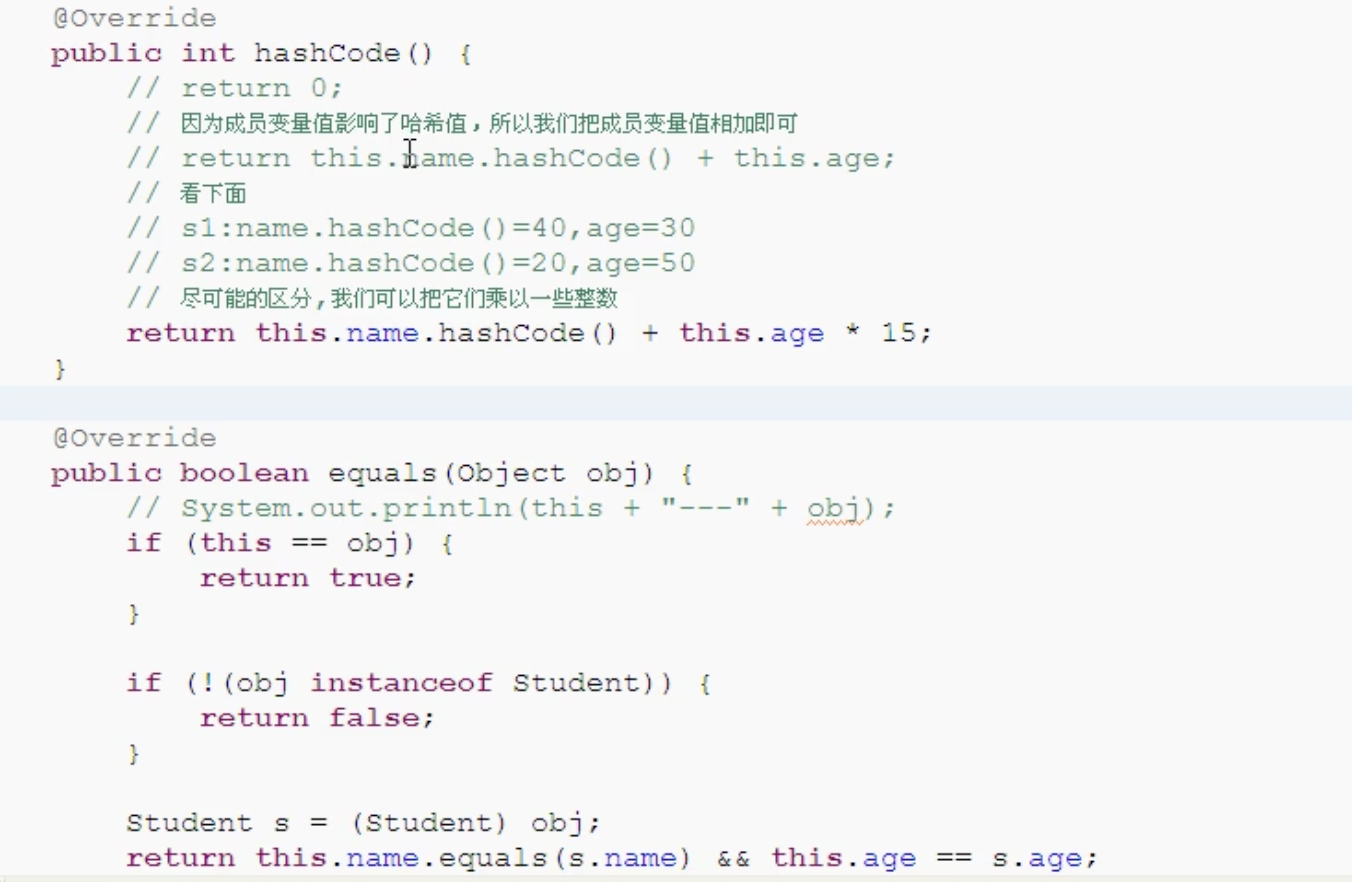 @Override
public int hashCode() {
// return 0;
// 因为成员变量值影响了哈希值，所以我们把成员变量值相加即可
// return this.name.hashCode() + this.age;
// 看下面
// s1:name.hashCode()=40,age=30
// s2:name.hashCode()=20,age=50
// 尽可能的区分,我们可以把它们乘以一些整数
return this.name.hashCode() + this.age * 15;
}
@Override
public boolean equals(Object obj) {
// System.out.println(this + "---" + obj);
if (this == obj) {
return true;
}
if (!(obj instanceof Student)) {
return false;
}
Student s = (Student) obj;
return this.name.equals(s.name) && this.age == s.age;